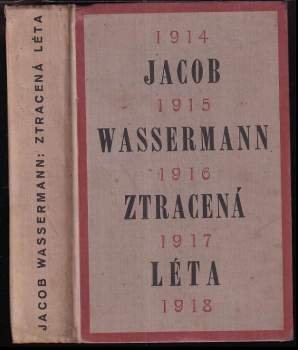 JACOB WASSERMANN: ZTRACENÁ LÉTA
1914
JACOB
1915
WASSERMANN
1916
ZTRACENÁ
1917
LÉTA
1918